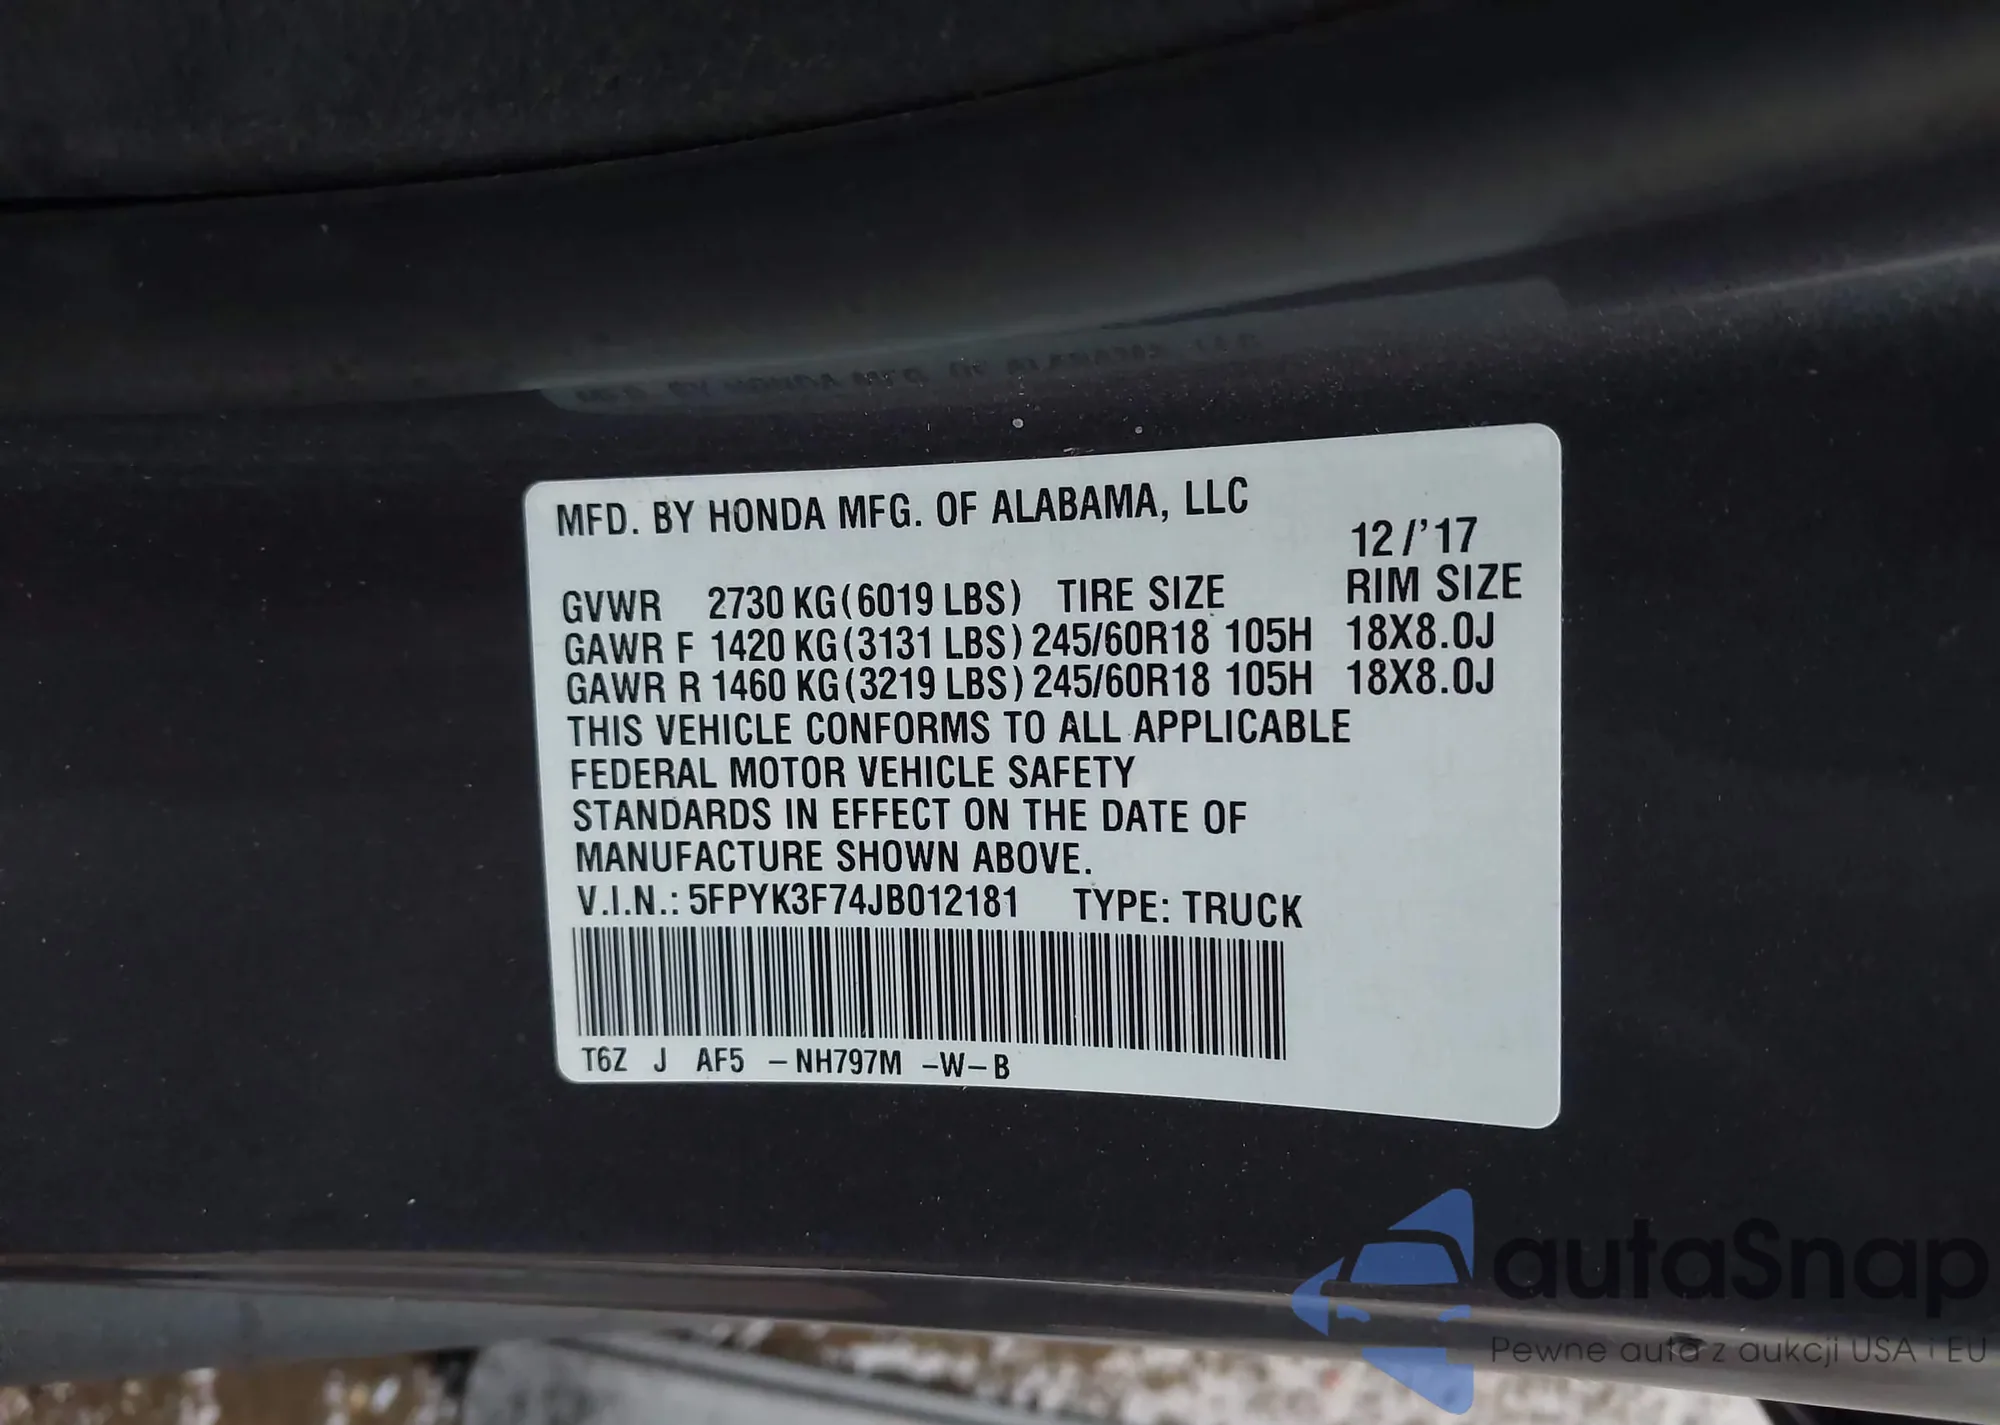 MFD. BY HONDA MFG. OF ALABAMA, LLC
12/'17
GVWR 2730 KG(6019 LBS) TIRE SIZE RIM SIZE
GAWR F 1420 KG(3131 LBS) 245/60R18 105H 18X8.0J
GAWR R 1460 KG(3219 LBS) 245/60R18 105H 18X8.0J
THIS VEHICLE CONFORMS TO ALL APPLICABLE
FEDERAL MOTOR VEHICLE SAFETY
STANDARDS IN EFFECT ON THE DATE OF
MANUFACTURE SHOWN ABOVE.
V.I.N.: 5FPYK3F74JB012181 TYPE: TRUCK
T6Z J AF5 -NH797M -W-B
autaSnap
Pewne auta z aukcji USA i EU